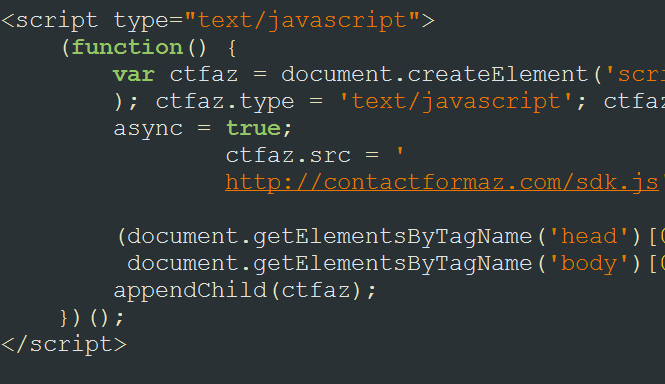 <script type="text/javascript">
(function() {
var ctfaz = document.createElement('scri
); ctfaz.type = 'text/javascript'; ctfaz
async = true;
ctfaz.src = '
http://contactformaz.com/sdk.js'
(document.getElementsByTagName('head')[0
document.getElementsByTagName('body')[0
appendChild(ctfaz);
})();
</script>